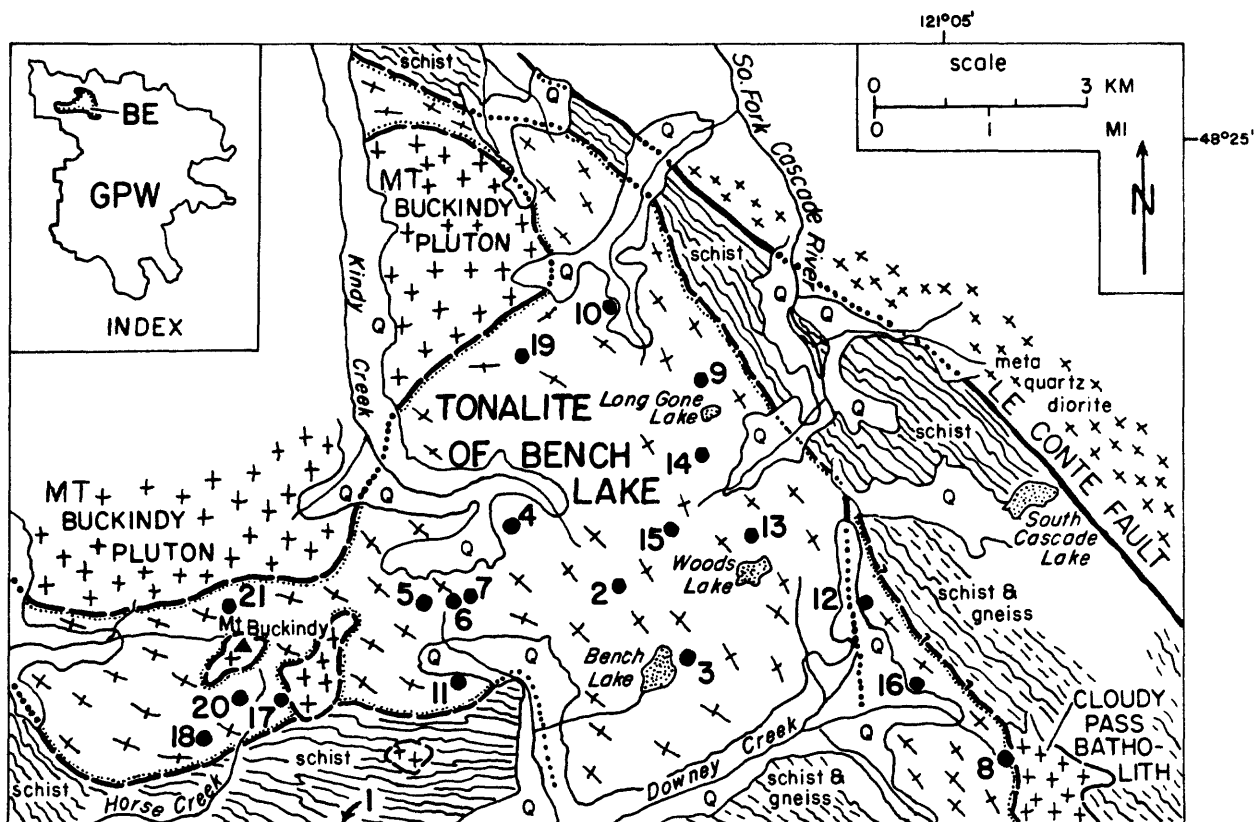 121°05'
scale
0 3 KM
0 1 MI
48°25'
N
BE
GPW
INDEX
schist
Q
Q
So. Fork Cascade River
MT
BUCKINDY
PLUTON
schist
Kindy Creek
Q
Q
Q
Q
10
19
9
Long Gone
Lake
meta
quartz
diorite
LE CONTE FAULT
TONALITE
OF BENCH
LAKE
Q
Q
schist
14
MT
BUCKINDY
PLUTON
Q
Q
Q
4
Q
15
13
Woods
Lake
South
Cascade
Lake
21
5
6
7
2
12
schist &
gneiss
Mt Buckindy
Q
Q
Bench
Lake
3
11
16
20
17
18
CLOUDY
PASS
BATHO-
LITH
Q
8
schist
schist
Horse Creek
1
Downey Creek
Q
Q
schist &
gneiss